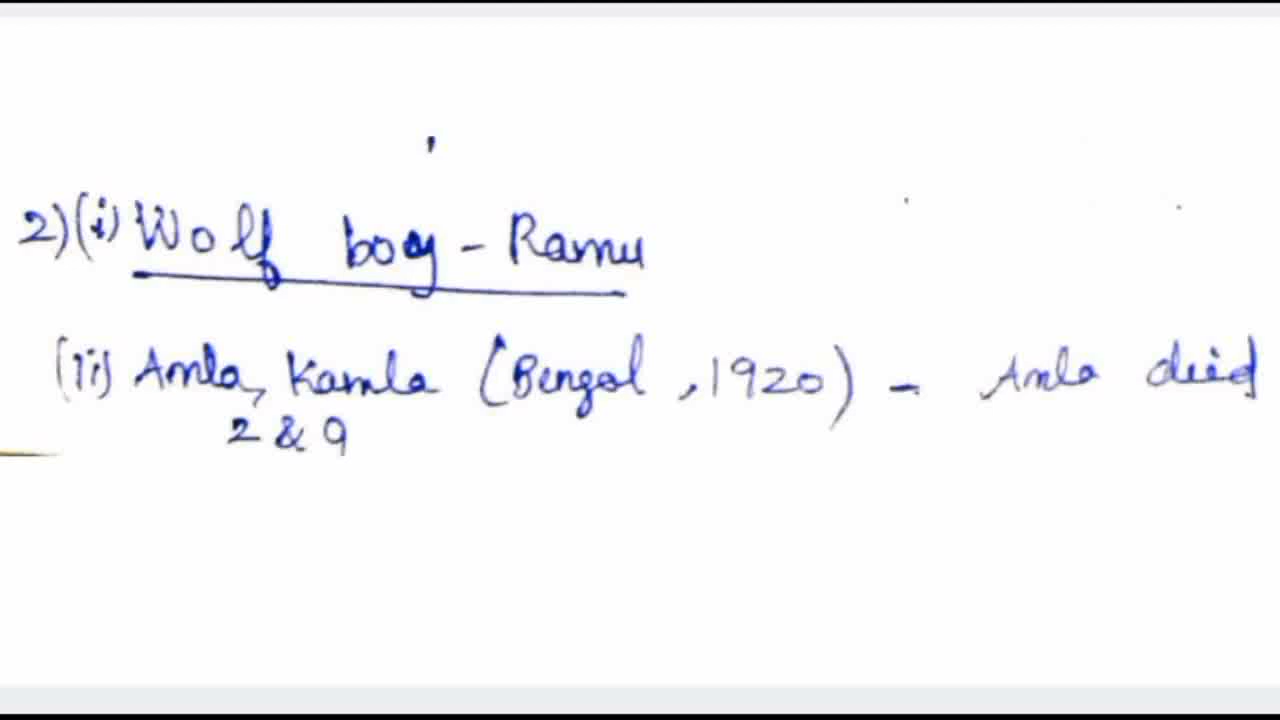 2)(i) Wolf boy - Ramu
(ii) Amla, Kamla (Bengal, 1920) - Amla died
2 & 9